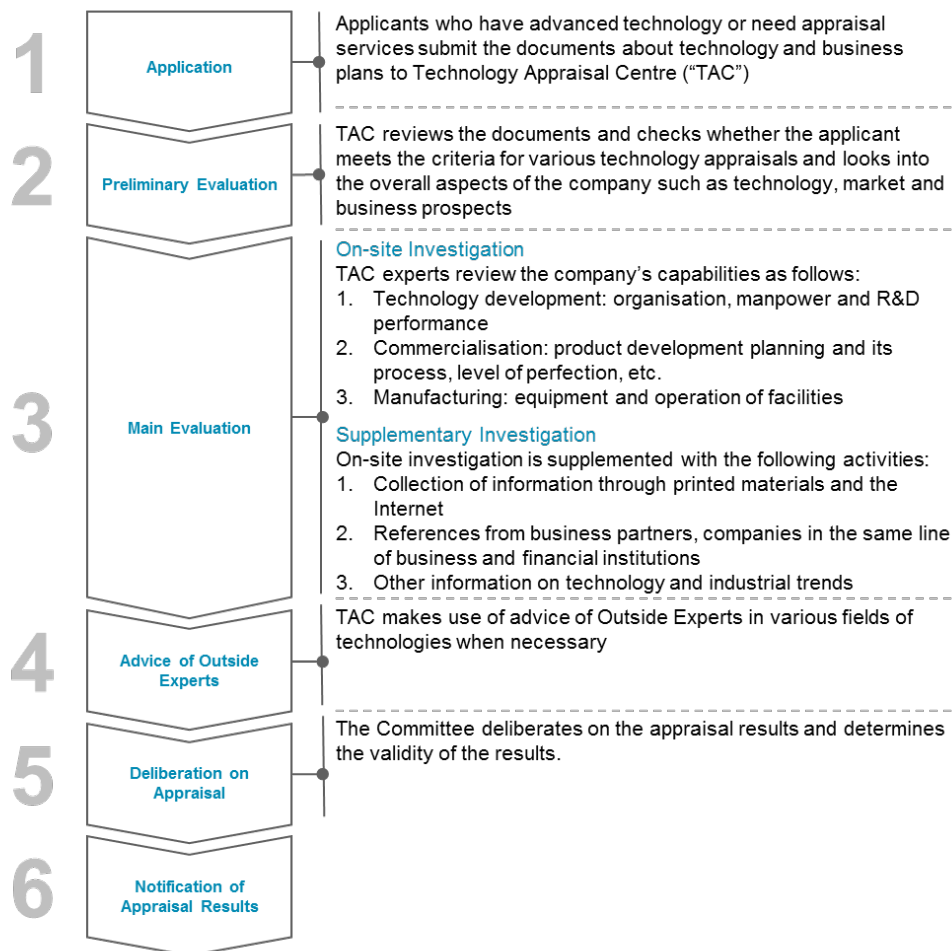 1
Application
Applicants who have advanced technology or need appraisal
services submit the documents about technology and business
plans to Technology Appraisal Centre (“TAC”)
2
Preliminary Evaluation
TAC reviews the documents and checks whether the applicant
meets the criteria for various technology appraisals and looks into
the overall aspects of the company such as technology, market and
business prospects
3
Main Evaluation
On-site Investigation
TAC experts review the company’s capabilities as follows:
1. Technology development: organisation, manpower and R&D
performance
2. Commercialisation: product development planning and its
process, level of perfection, etc.
3. Manufacturing: equipment and operation of facilities
Supplementary Investigation
On-site investigation is supplemented with the following activities:
1. Collection of information through printed materials and the
Internet
2. References from business partners, companies in the same line
of business and financial institutions
3. Other information on technology and industrial trends
4
Advice of Outside
Experts
TAC makes use of advice of Outside Experts in various fields of
technologies when necessary
5
Deliberation on
Appraisal
The Committee deliberates on the appraisal results and determines
the validity of the results.
6
Notification of
Appraisal Results